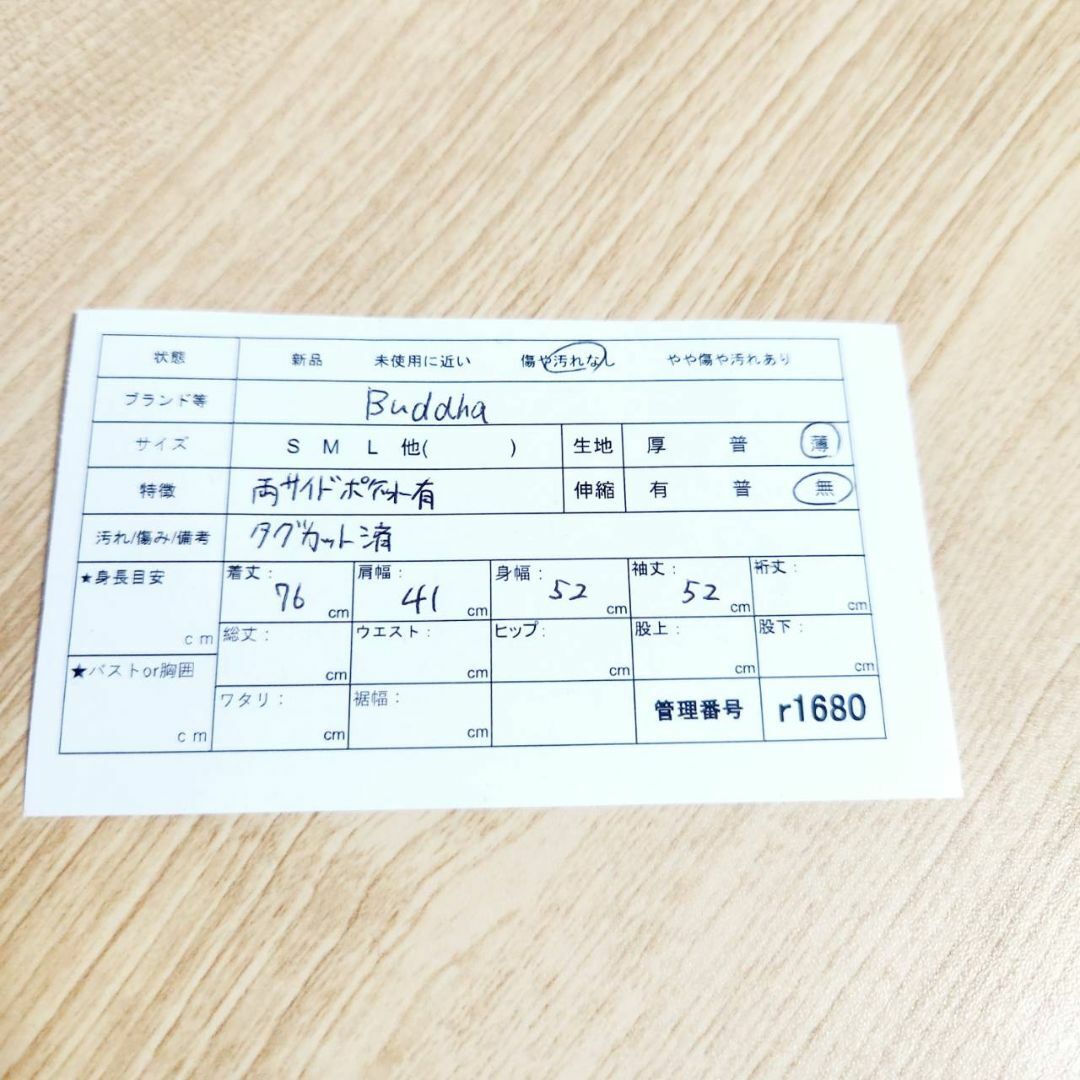 状態 新品 未使用に近い 傷や汚れなし やや傷や汚れあり
ブランド等 Buddha
サイズ S M L 他( ) 生地 厚 普 薄
特徴 両サイドポケット有 伸縮 有 普 無
汚れ/傷み/備考 タグカット済
★身長目安 cm
着丈: 76 cm 肩幅: 41 cm 身幅: 52 cm 袖丈: 52 cm 裄丈: cm
総丈: cm ウエスト: cm ヒップ: cm 股上: cm 股下: cm
★バストor胸囲 cm
ワタリ: cm 裾幅: cm 管理番号 r1680